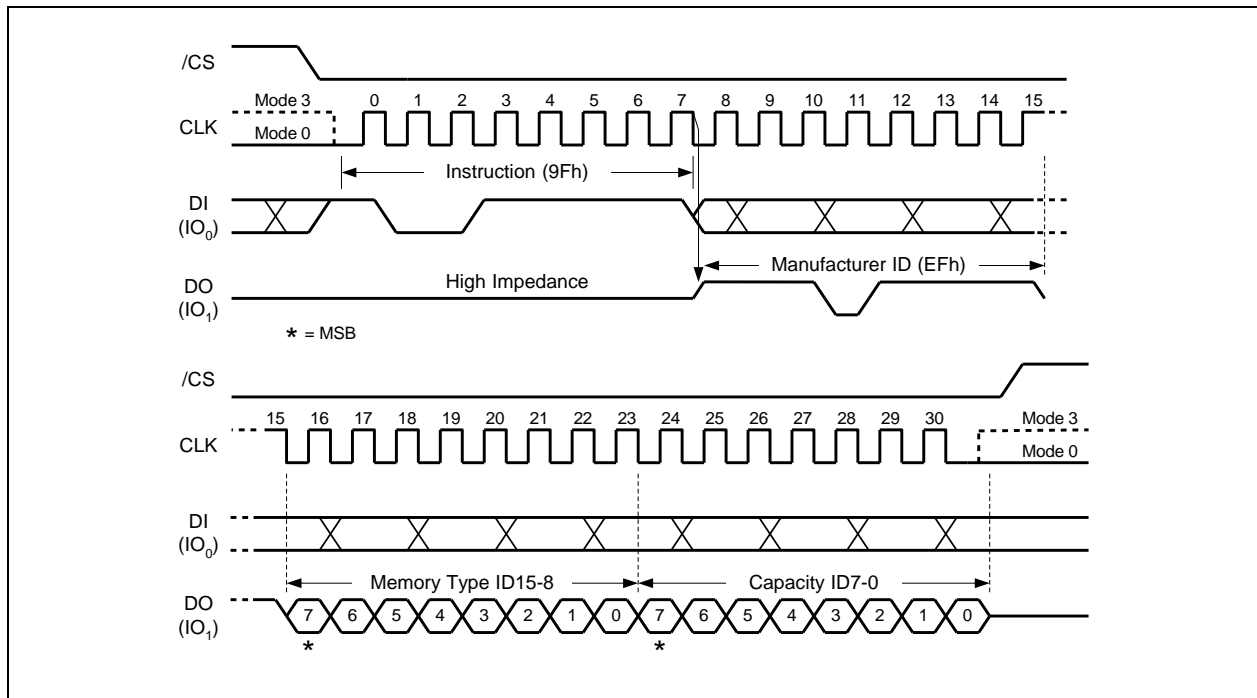 /CS
Mode 3 0 1 2 3 4 5 6 7 8 9 10 11 12 13 14 15
CLK
Mode 0
Instruction (9Fh)
DI
(IO0)
Manufacturer ID (EFh)
High Impedance
DO
(IO1)
* = MSB
/CS
15 16 17 18 19 20 21 22 23 24 25 26 27 28 29 30
Mode 3
CLK
Mode 0
DI
(IO0)
Memory Type ID15-8 Capacity ID7-0
DO
(IO1)
7 6 5 4 3 2 1 0 7 6 5 4 3 2 1 0
* *